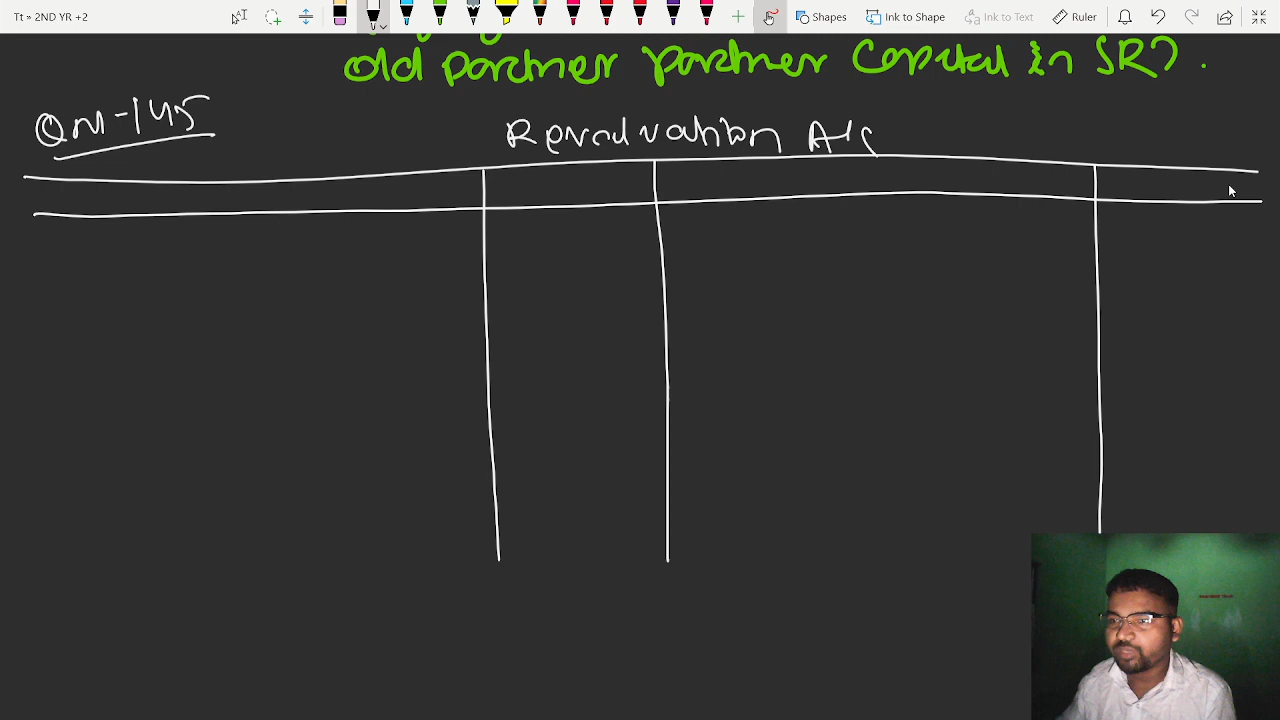 Tt » 2ND YR +2
Shapes
Ink to Shape
Ink to Text
Ruler
old partner partner Capital in SR).
QN-145
Revaluation A/c